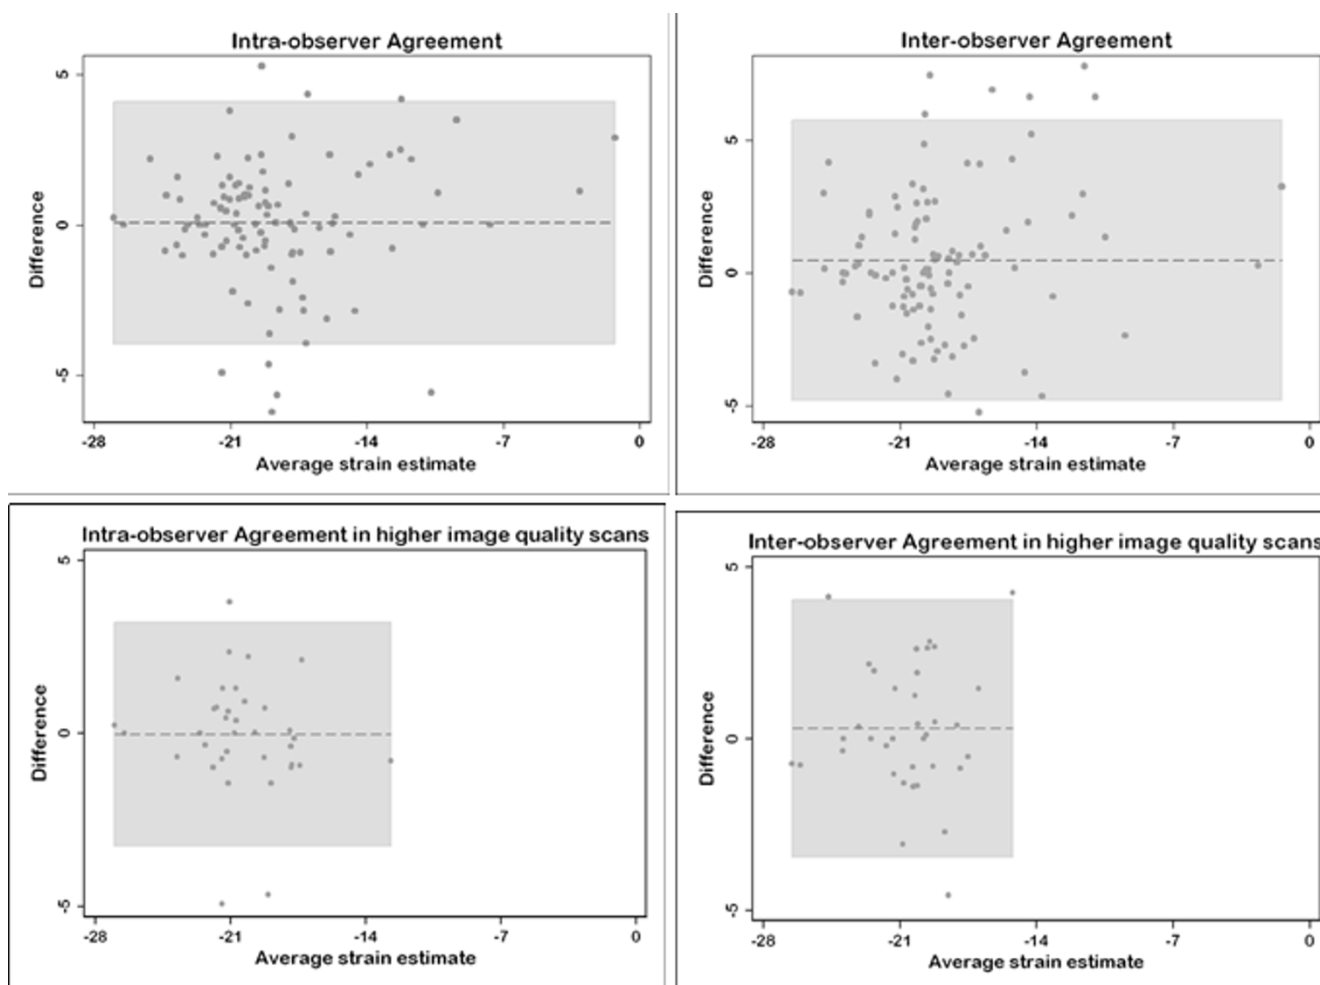 Intra-observer Agreement
5
0
-5
Difference
-28 -21 -14 -7 0
Average strain estimate
Inter-observer Agreement
5
0
-5
Difference
-28 -21 -14 -7 0
Average strain estimate
Intra-observer Agreement in higher image quality scans
5
0
-5
Difference
-28 -21 -14 -7 0
Average strain estimate
Inter-observer Agreement in higher image quality scans
5
0
-5
Difference
-28 -21 -14 -7 0
Average strain estimate